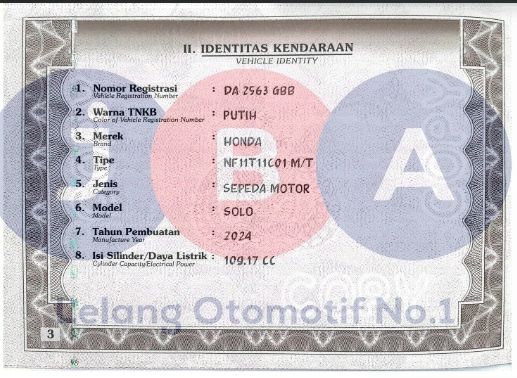 II. IDENTITAS KENDARAAN
VEHICLE IDENTITY
1. Nomor Registrasi : DA 2563 GBB
Vehicle Registration Number
2. Warna TNKB : PUTIH
Color of Vehicle Registration Number
3. Merek : HONDA
Brand
4. Tipe : NF11T11C01 M/T
Type
5. Jenis : SEPEDA MOTOR
Category
6. Model : SOLO
Model
7. Tahun Pembuatan : 2024
Manufacture Year
8. Isi Silinder/Daya Listrik : 109.17 CC
Cylinder Capacity/Electrical Power
J B A
COPY
Lelang Otomotif No.1
3